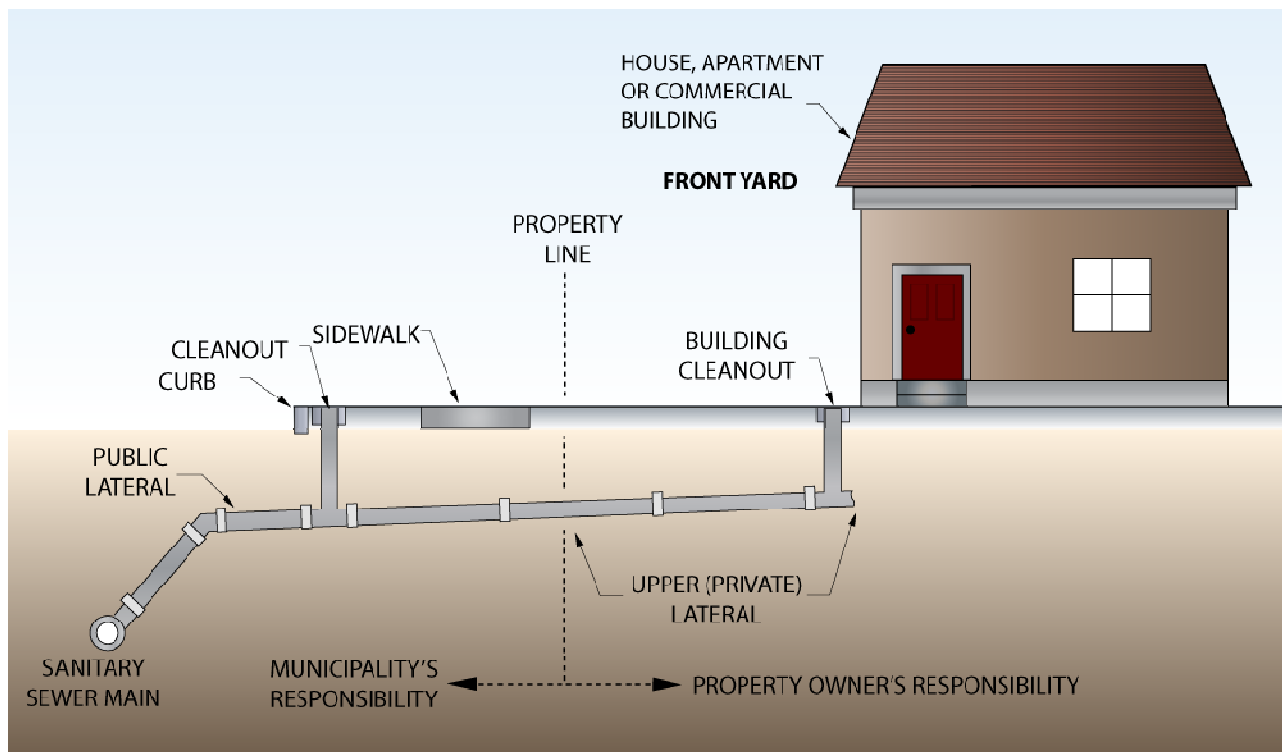 HOUSE, APARTMENT
OR COMMERCIAL
BUILDING
FRONT YARD
PROPERTY
LINE
SIDEWALK
CLEANOUT
CURB
BUILDING
CLEANOUT
PUBLIC
LATERAL
UPPER (PRIVATE)
LATERAL
SANITARY
SEWER MAIN
MUNICIPALITY'S
RESPONSIBILITY
PROPERTY OWNER'S RESPONSIBILITY